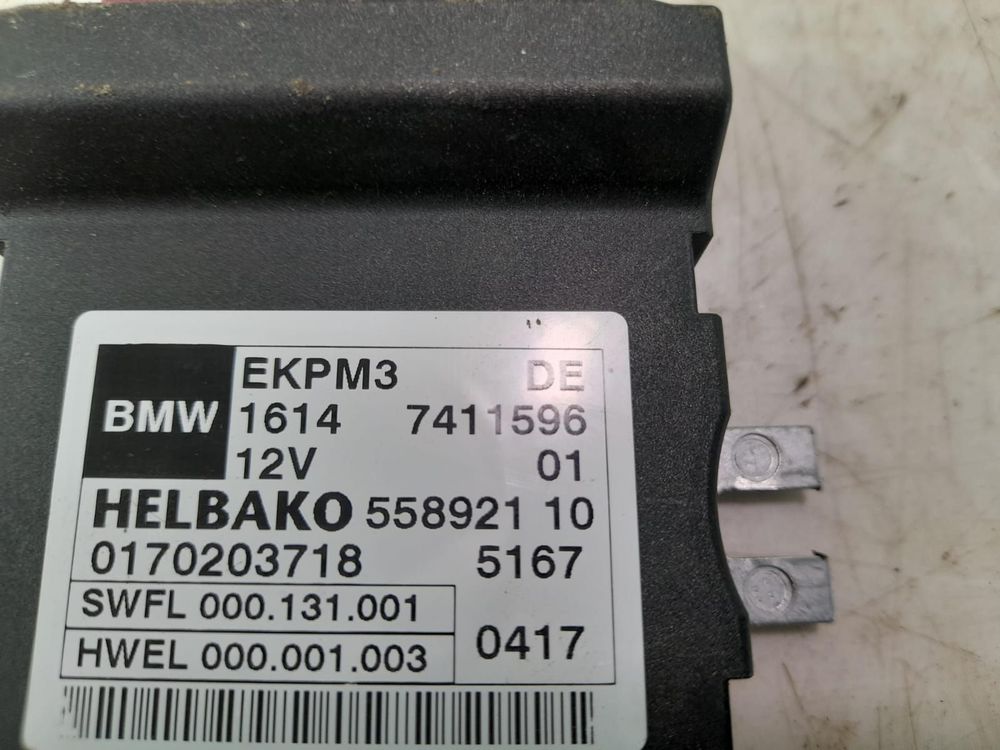 EKPM3 DE
BMW 1614 7411596
12V 01
HELBAKO 558921 10
0170203718 5167
SWFL 000.131.001
HWEL 000.001.003 0417